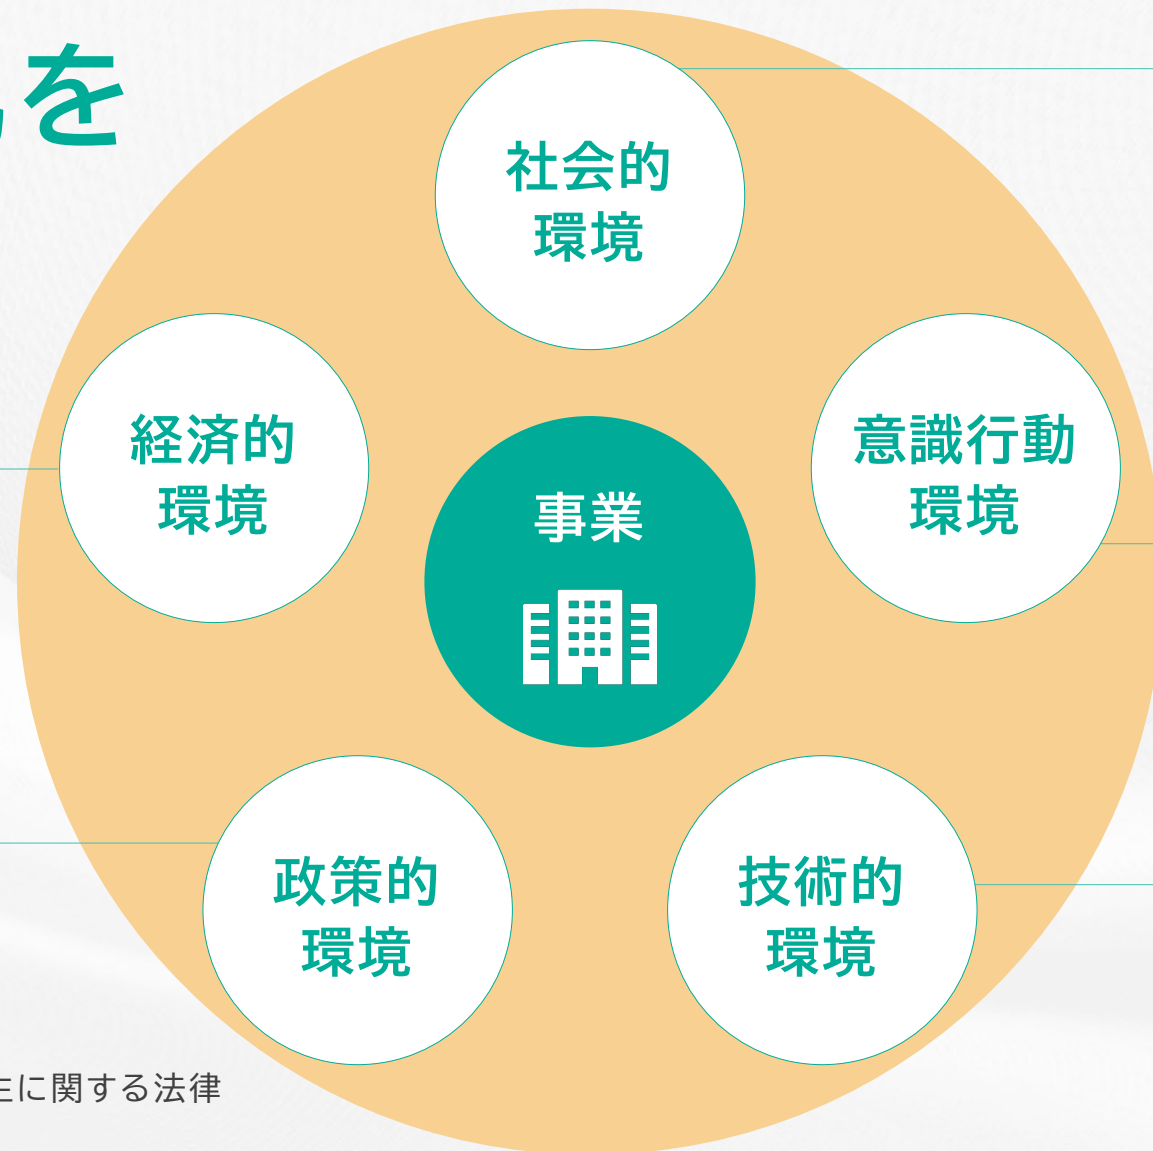 を
社会的
環境
経済的
環境
意識行動
環境
事業
政策的
環境
技術的
環境
に関する法律